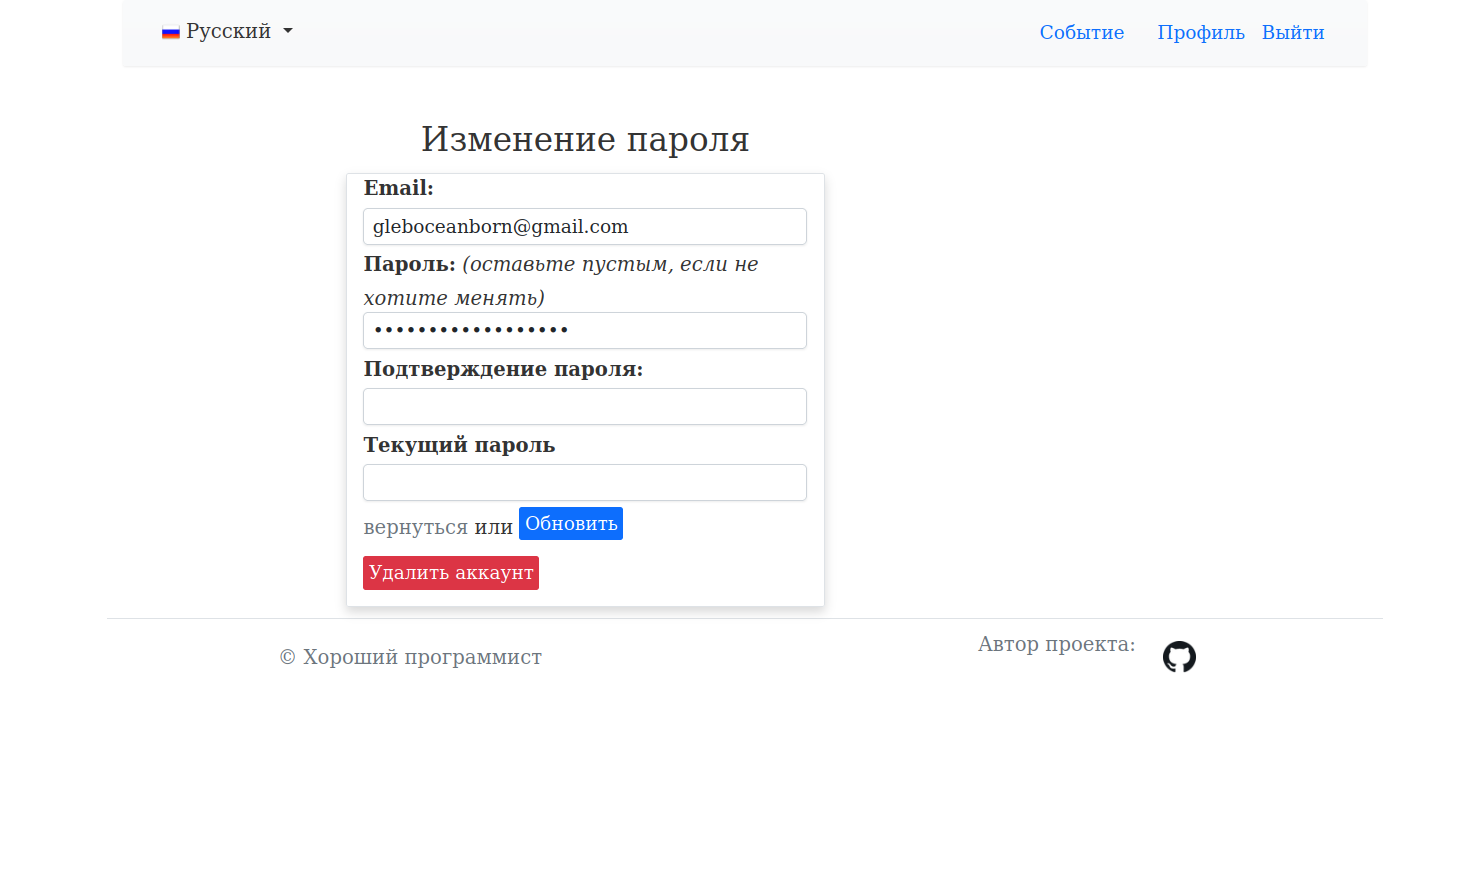 Русский
Событие Профиль Выйти
Изменение пароля
Email:
gleboceanborn@gmail.com
Пароль: (оставьте пустым, если не
хотите менять)
••••••••••••••••••
Подтверждение пароля:
Текущий пароль
вернуться или Обновить
Удалить аккаунт
© Хороший программист
Автор проекта: